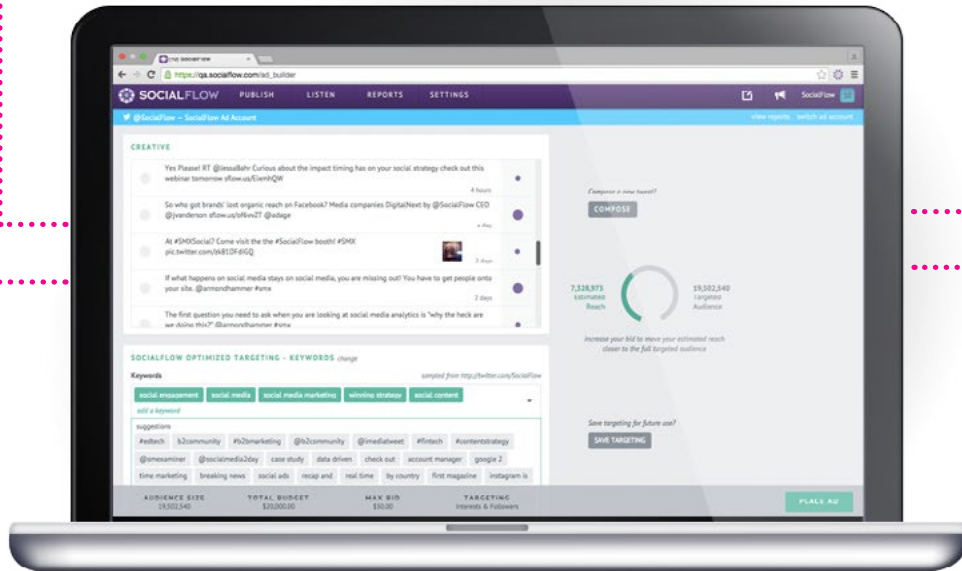 SocialFlow
https://qa.socialflow.com/ad_builder
SOCIALFLOW PUBLISH LISTEN REPORTS SETTINGS SocialFlow
@SocialFlow — SocialFlow Ad Account view reports switch ad account
CREATIVE
Yes Please! RT @JessaBahr Curious about the impact timing has on your social strategy check out this
webinar tomorrow
4 hours
So who got brands' lost organic reach on Facebook? Media companies DigitalNext by @SocialFlow CEO
@jvanderson @adage
a day
At #SMXSocial? Come visit the the #SocialFlow booth! #SMX
3 days
If what happens on social media stays on social media, you are missing out! You have to get people onto
your site. @armondhammer #smx
2 days
The first question you need to ask when you are looking at social media analytics is "why the heck are
we doing this?" @armondhammer #smx
Compose a new tweet?
COMPOSE
7,328,973
Estimated
Reach
19,502,540
Targeted
Audience
Increase your bid to move your estimated reach
closer to the full targeted audience
SOCIALFLOW OPTIMIZED TARGETING - KEYWORDS change
Keywords sampled from http://twitter.com/SocialFlow
social engagement social media social media marketing winning strategy social content
add a keyword
suggestions
#edtech b2community #b2bmarketing @b2community @imediatweet #fintech #contentstrategy
@smexaminer @socialmedia2day case study data driven check out account manager google 2
time marketing breaking news social ads recap and real time by country first magazine instagram is
Save targeting for future use?
SAVE TARGETING
AUDIENCE SIZE TOTAL BUDGET MAX BID TARGETING
19,502,540 $20,000.00 $50.00 Interests & Followers
PLACE AD